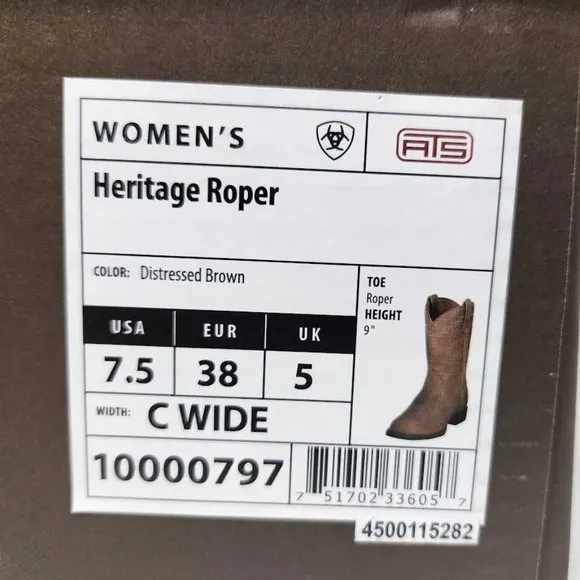 WOMEN'S
ATS
Heritage Roper
COLOR: Distressed Brown
TOE
Roper
HEIGHT
9"
USA EUR UK
7.5 38 5
WIDTH: C WIDE
10000797
7 51702 33605 7
4500115282